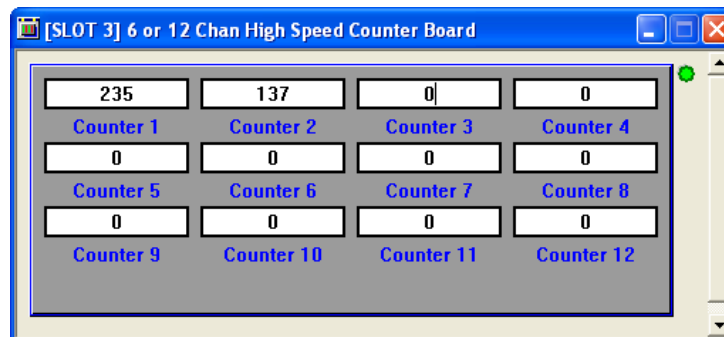 [SLOT 3] 6 or 12 Chan High Speed Counter Board
235 137 0 0
Counter 1 Counter 2 Counter 3 Counter 4
0 0 0 0
Counter 5 Counter 6 Counter 7 Counter 8
0 0 0 0
Counter 9 Counter 10 Counter 11 Counter 12